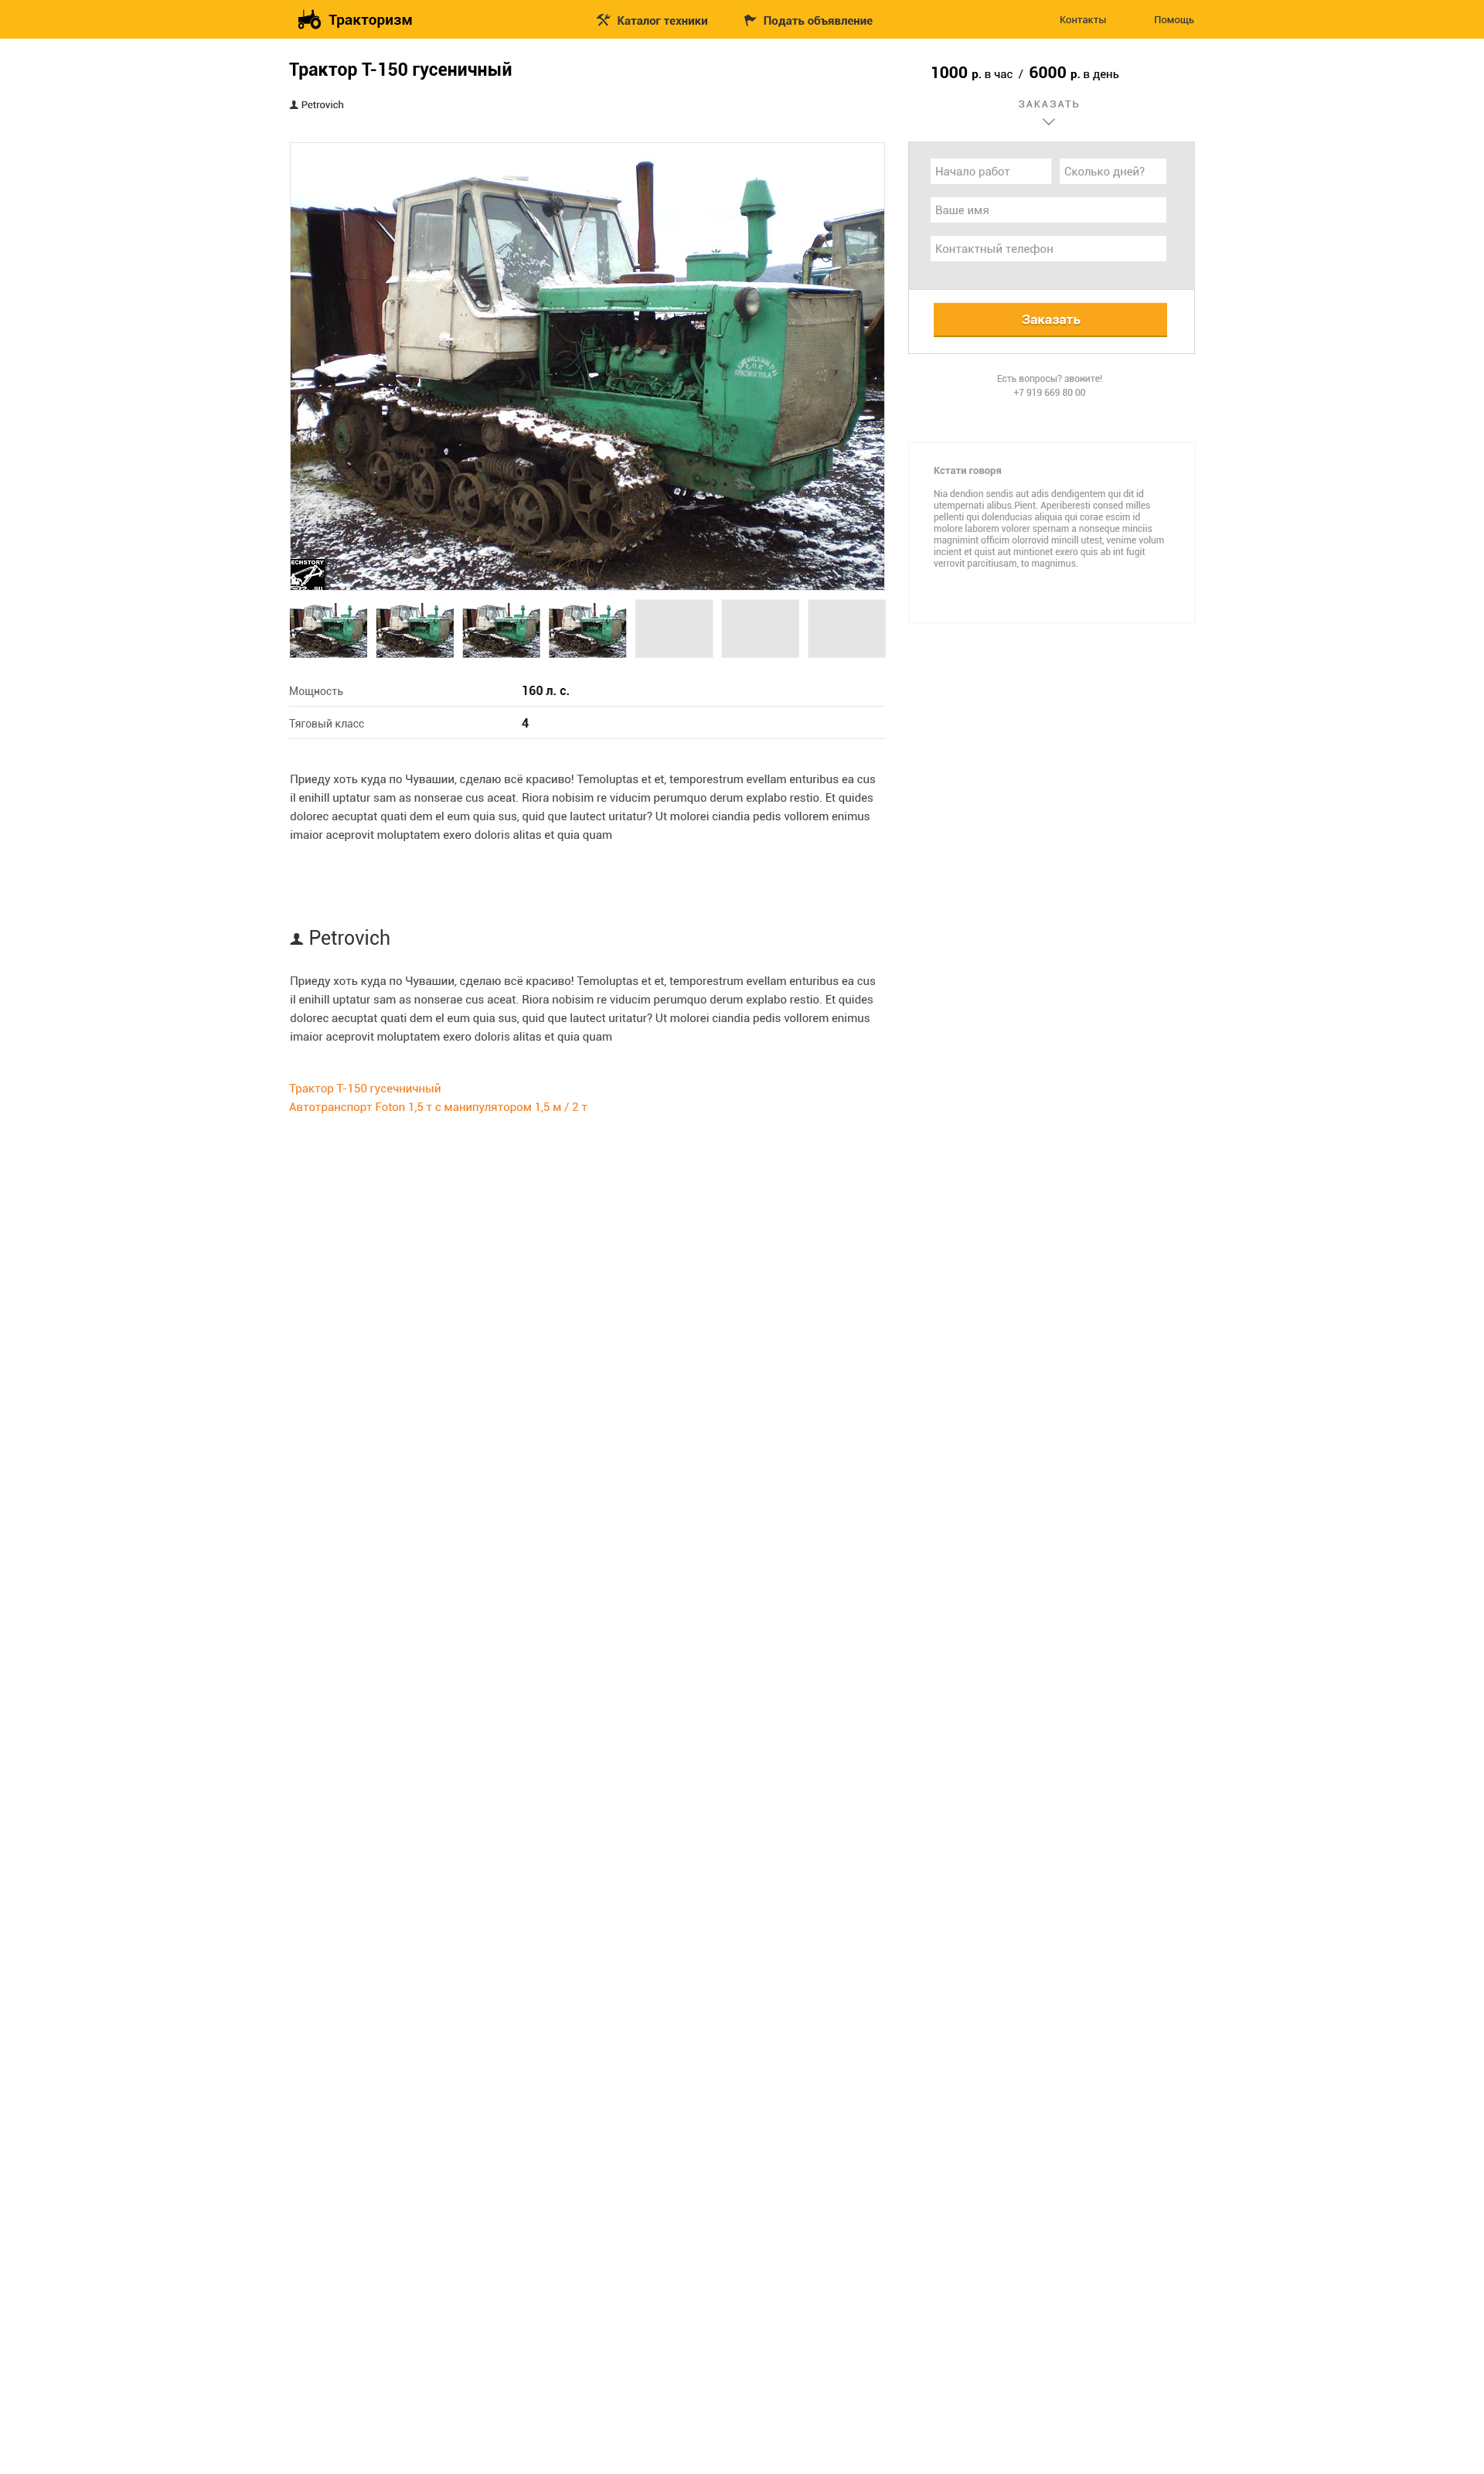 Тракторизм
Каталог техники
Подать объявление
Контакты
Помощь
Трактор Т-150 гусеничный
Petrovich
1000 р. в час / 6000 р. в день
ЗАКАЗАТЬ
Начало работ
Сколько дней?
Ваше имя
Контактный телефон
Заказать
Есть вопросы? звоните!
+7 919 669 80 00
Кстати говоря
Nia dendion sendis aut adis dendigentem qui dit id
utempernati alibus.Pient. Aperiberesti consed milles
pellenti qui dolenducias aliquia qui corae escim id
molore laborem volorer spernam a nonseque minciis
magnimint officim olorrovid mincill utest, venime volum
incient et quist aut mintionet exero quis ab int fugit
verrovit parcitiusam, to magnimus.
ECHSTORY
Мощность
160 л. с.
Тяговый класс
4
Приеду хоть куда по Чувашии, сделаю всё красиво! Temoluptas et et, temporestrum evellam enturibus ea cus
il enihill uptatur sam as nonserae cus aceat. Riora nobisim re viducim perumquo derum explabo restio. Et quides
dolorec aecuptat quati dem el eum quia sus, quid que lautect uritatur? Ut molorei ciandia pedis vollorem enimus
imaior aceprovit moluptatem exero doloris alitas et quia quam
Petrovich
Приеду хоть куда по Чувашии, сделаю всё красиво! Temoluptas et et, temporestrum evellam enturibus ea cus
il enihill uptatur sam as nonserae cus aceat. Riora nobisim re viducim perumquo derum explabo restio. Et quides
dolorec aecuptat quati dem el eum quia sus, quid que lautect uritatur? Ut molorei ciandia pedis vollorem enimus
imaior aceprovit moluptatem exero doloris alitas et quia quam
Трактор Т-150 гусечничный
Автотранспорт Foton 1,5 т с манипулятором 1,5 м / 2 т